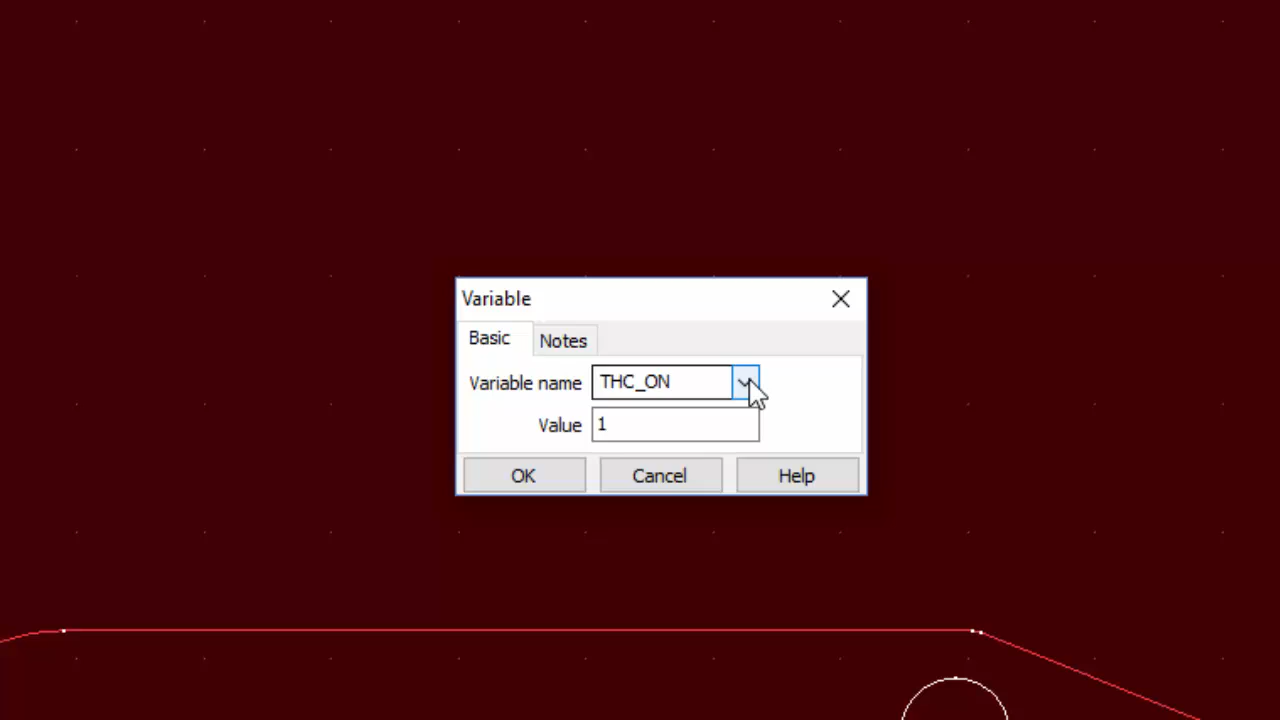 Variable
Basic Notes
Variable name THC_ON
Value 1
OK Cancel Help